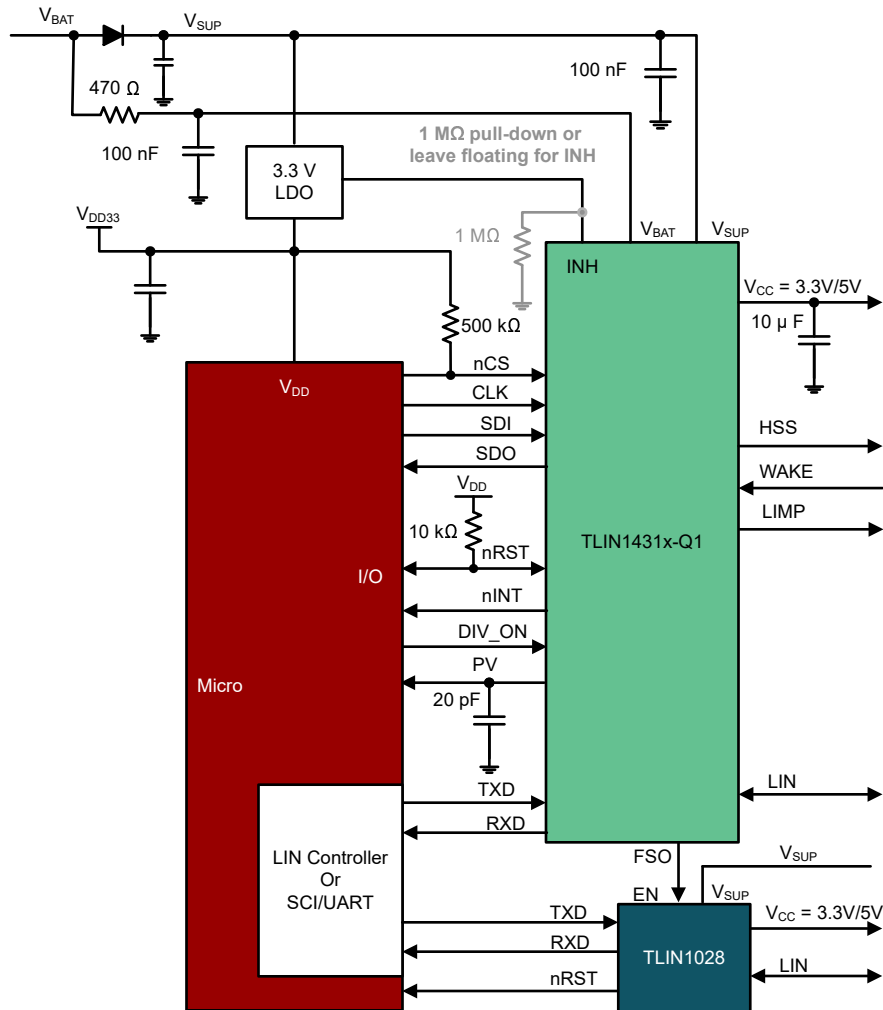 VBAT
VSUP
470 Ω
100 nF
100 nF
1 MΩ pull-down or
leave floating for INH
3.3 V
LDO
VDD33
1 MΩ
VBAT
VSUP
INH
VCC = 3.3V/5V
10 µ F
500 kΩ
nCS
VDD
CLK
SDI
SDO
HSS
WAKE
LIMP
VDD
10 kΩ
nRST
TLIN1431x-Q1
I/O
nINT
DIV_ON
PV
Micro
20 pF
TXD
LIN
RXD
LIN Controller
Or
SCI/UART
FSO
VSUP
EN
VSUP
TXD
VCC = 3.3V/5V
RXD
TLIN1028
LIN
nRST